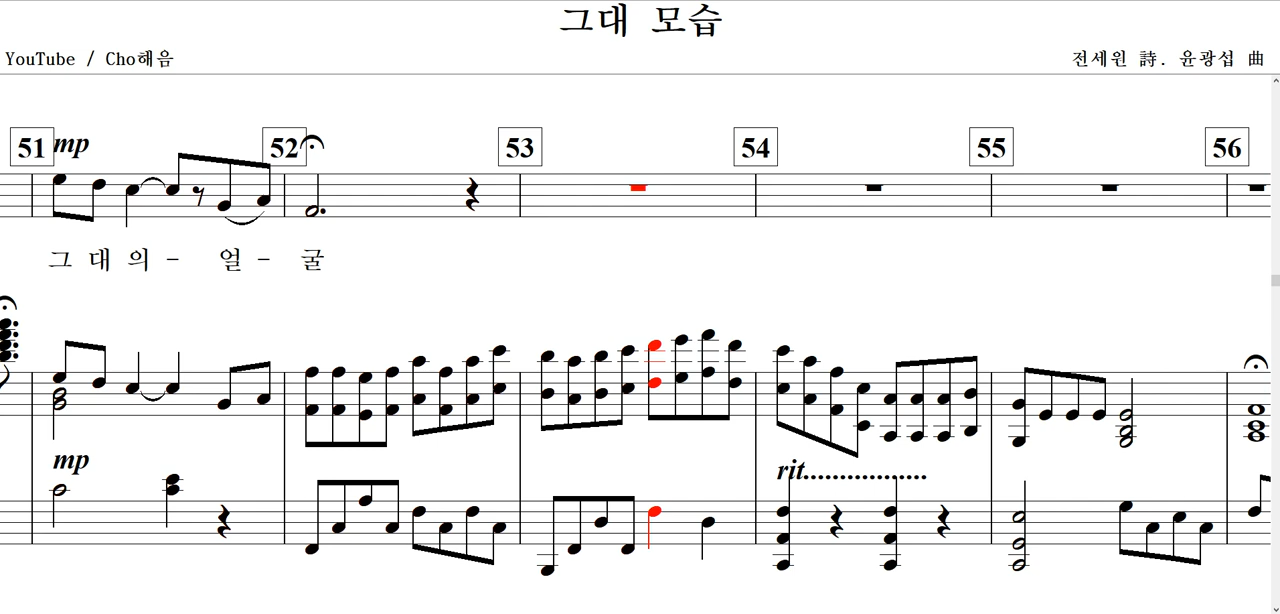 그대 모습
YouTube / Cho해음
전세원 詩. 윤광섭 曲
51 mp 52 53 54 55 56
그 대 의 - 얼 - 굴
mp
rit.................